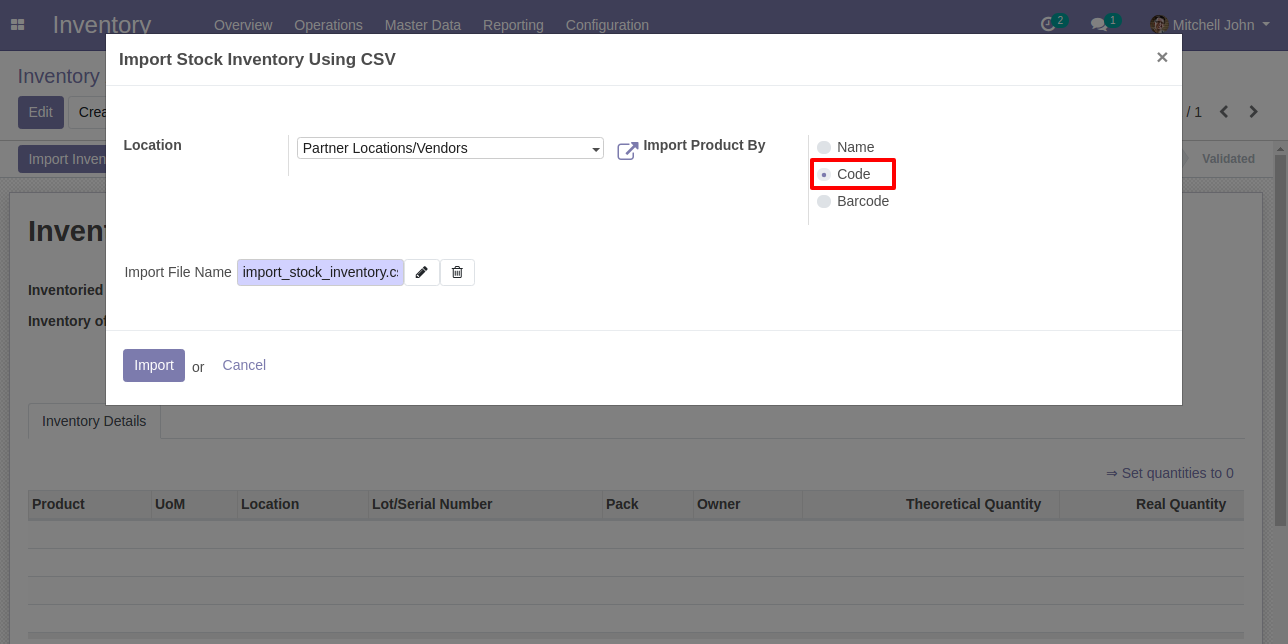 Inventory Overview Operations Master Data Reporting Configuration 2 1 Mitchell John
Import Stock Inventory Using CSV ×
Inventory
Edit Crea / 1
Location Partner Locations/Vendors Import Product By Name
Import Inven Validated
Code
Barcode
Inven
Import File Name import_stock_inventory.cs
Inventoried
Inventory of
Import or Cancel
Inventory Details
⇒ Set quantities to 0
Product UoM Location Lot/Serial Number Pack Owner Theoretical Quantity Real Quantity